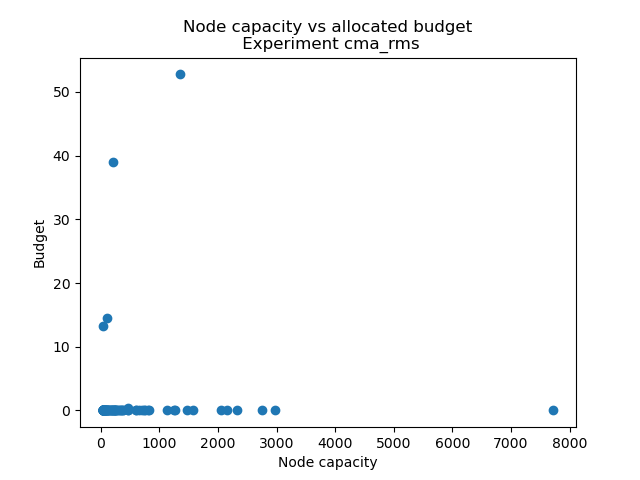 Node capacity vs allocated budget
Experiment cma_rms
50
40
30
20
10
0
Budget
0 1000 2000 3000 4000 5000 6000 7000 8000
Node capacity